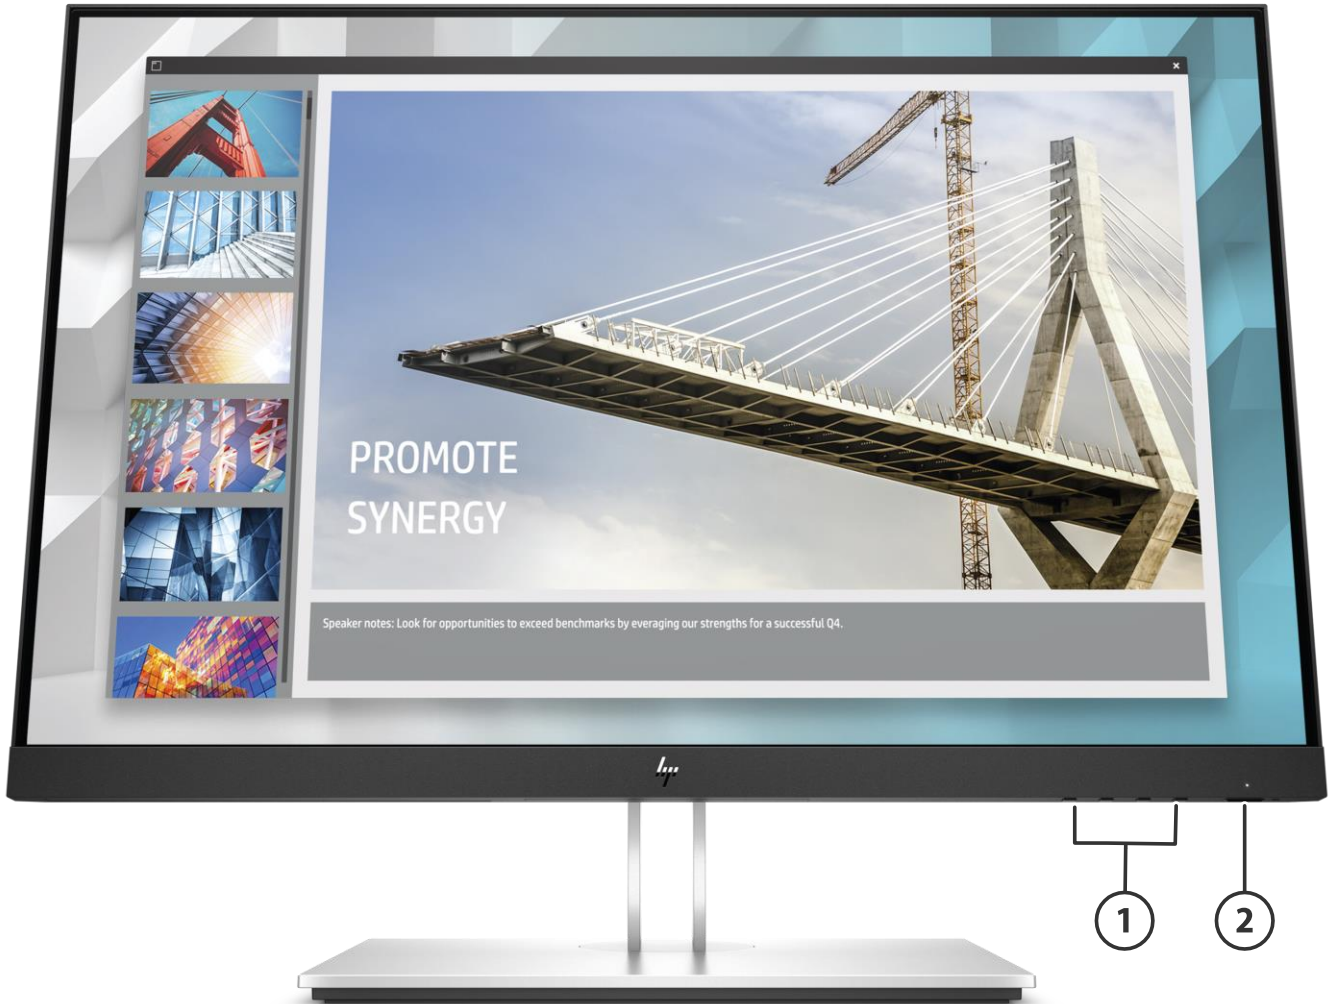 PROMOTE
SYNERGY
Speaker notes: Look for opportunities to exceed benchmarks by everaging our strengths for a successful Q4.
hp
1
2